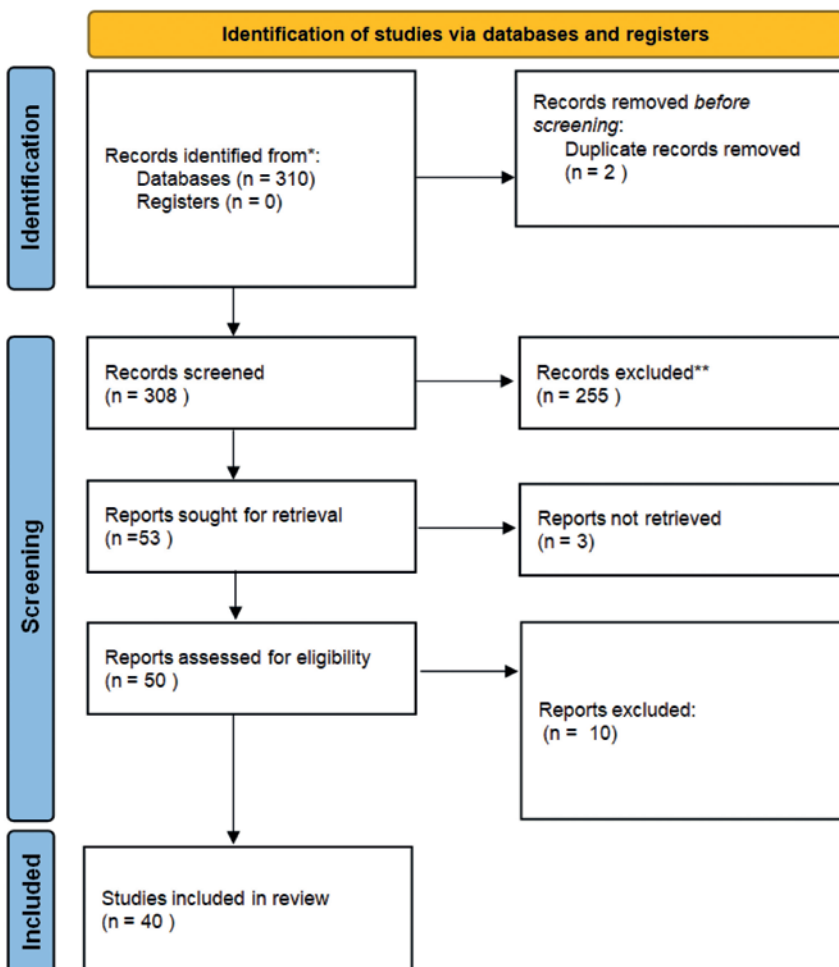 Identification of studies via databases and registers
Identification
Records identified from*:
Databases (n = 310)
Registers (n = 0)
Records removed before
screening:
Duplicate records removed
(n = 2 )
Screening
Records screened
(n = 308 )
Records excluded**
(n = 255 )
Reports sought for retrieval
(n =53 )
Reports not retrieved
(n = 3)
Reports assessed for eligibility
(n = 50 )
Reports excluded:
(n =  10)
Included
Studies included in review
(n = 40 )